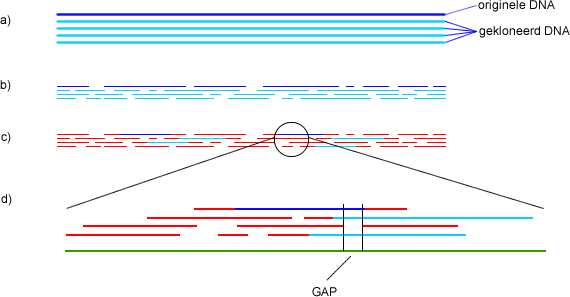 originele DNA
a)
gekloneerd DNA
b)
c)
d)
GAP